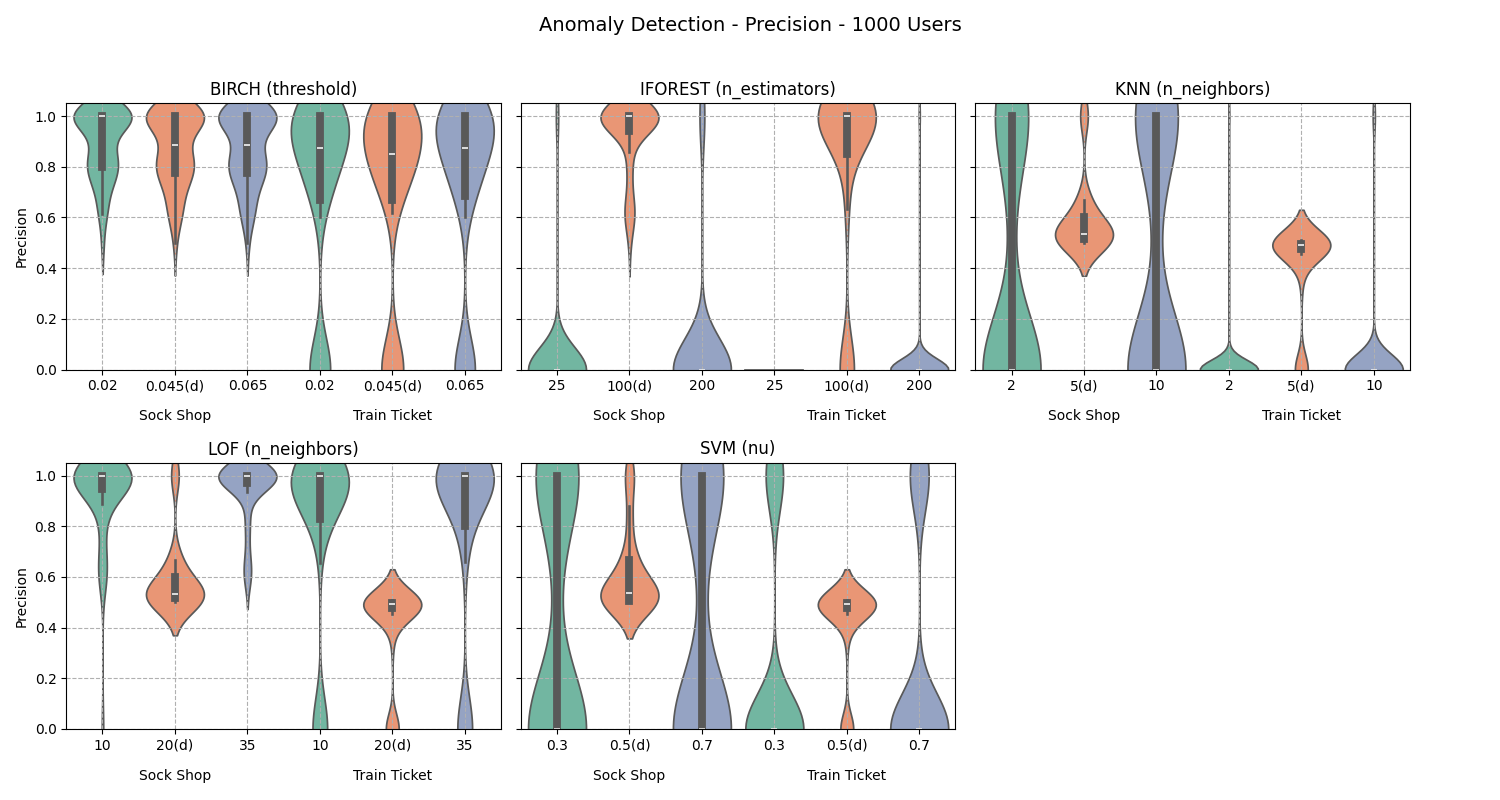 Anomaly Detection - Precision - 1000 Users
BIRCH (threshold)
Precision
1.0
0.8
0.6
0.4
0.2
0.0
0.02 0.045(d) 0.065 0.02 0.045(d) 0.065
Sock Shop Train Ticket
IFOREST (n_estimators)
25 100(d) 200 25 100(d) 200
Sock Shop Train Ticket
KNN (n_neighbors)
2 5(d) 10 2 5(d) 10
Sock Shop Train Ticket
LOF (n_neighbors)
Precision
1.0
0.8
0.6
0.4
0.2
0.0
10 20(d) 35 10 20(d) 35
Sock Shop Train Ticket
SVM (nu)
0.3 0.5(d) 0.7 0.3 0.5(d) 0.7
Sock Shop Train Ticket